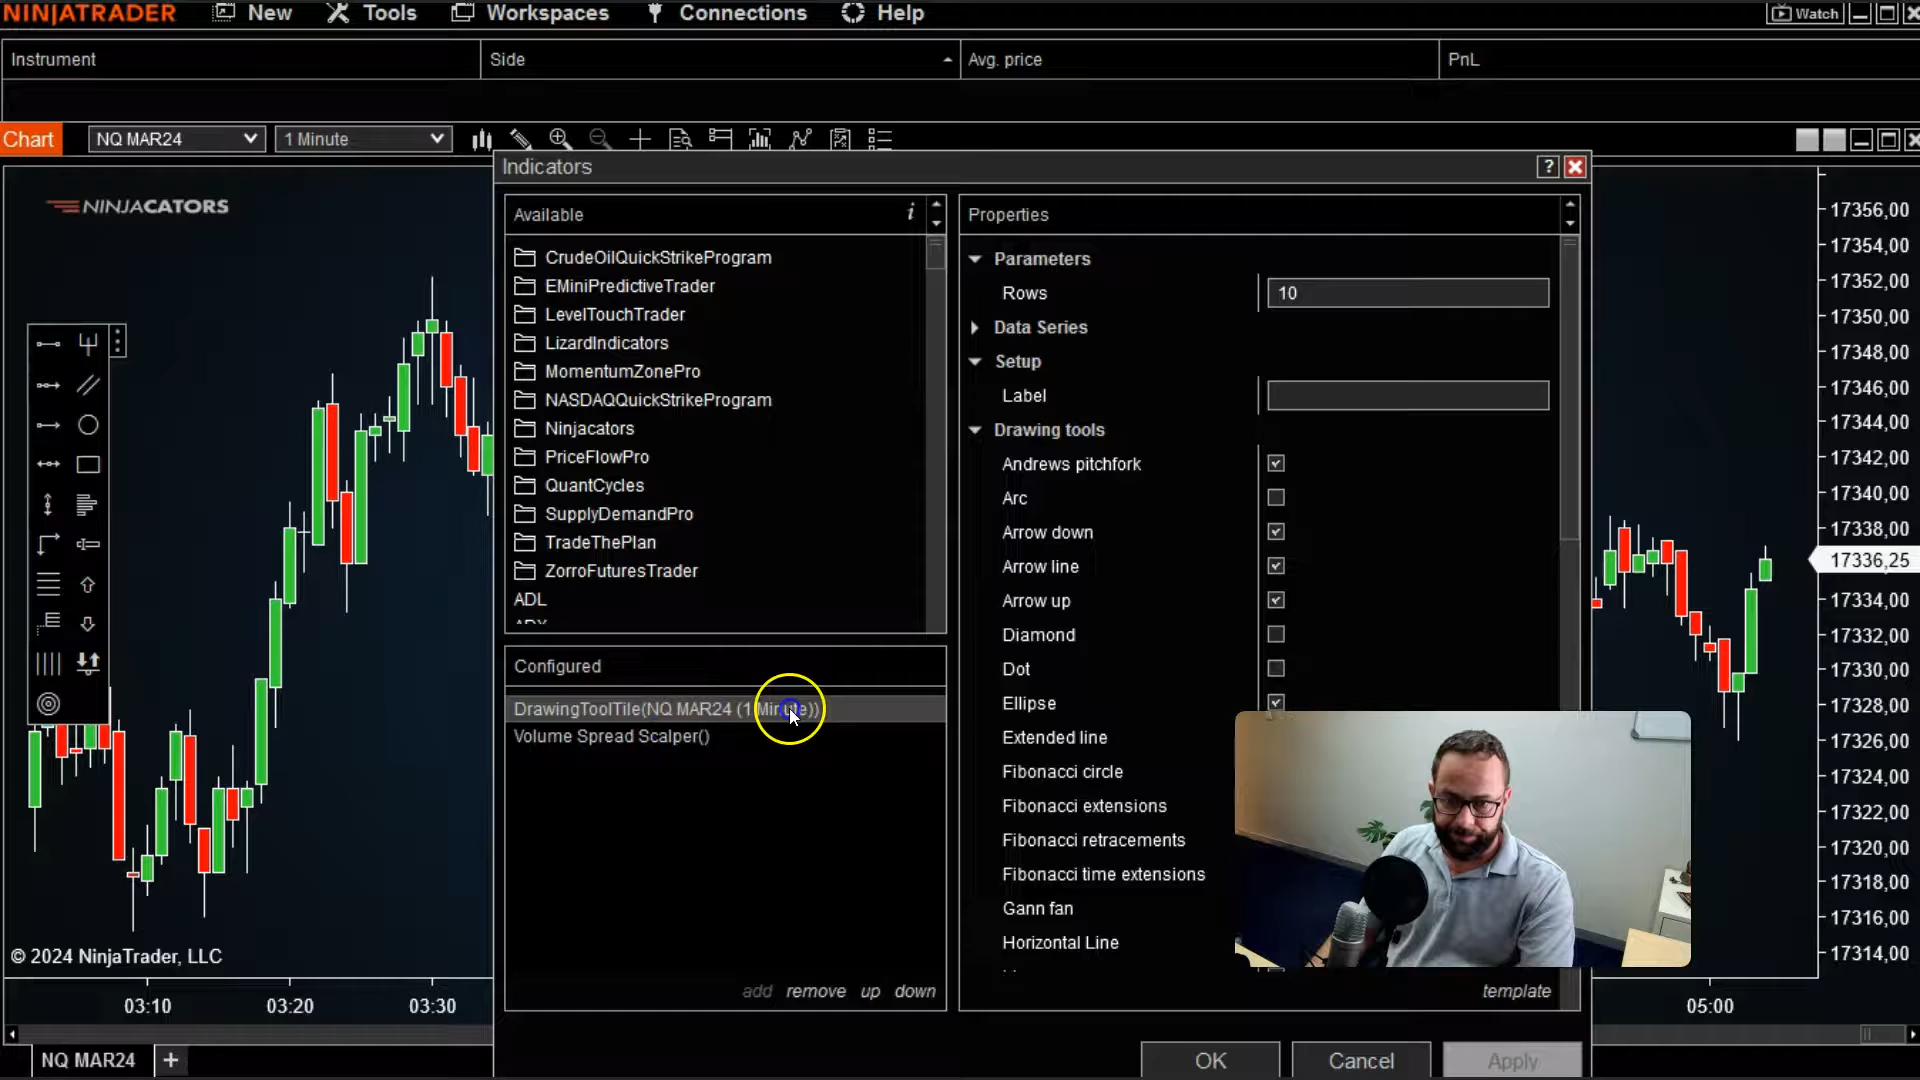 NINJATRADER New Tools Workspaces Connections Help Watch
Instrument Side Avg. price PnL
Chart NQ MAR24 1 Minute
Indicators ?
NINJACATORS
Available i
CrudeOilQuickStrikeProgram
EMiniPredictiveTrader
LevelTouchTrader
LizardIndicators
MomentumZonePro
NASDAQQuickStrikeProgram
Ninjacators
PriceFlowPro
QuantCycles
SupplyDemandPro
TradeThePlan
ZorroFuturesTrader
ADL
Configured
DrawingToolTile(NQ MAR24 (1 Minute))
Volume Spread Scalper()
add remove up down
Properties
Parameters
Rows 10
Data Series
Setup
Label
Drawing tools
Andrews pitchfork
Arc
Arrow down
Arrow line
Arrow up
Diamond
Dot
Ellipse
Extended line
Fibonacci circle
Fibonacci extensions
Fibonacci retracements
Fibonacci time extensions
Gann fan
Horizontal Line
template
OK Cancel Apply
17356,00
17354,00
17352,00
17350,00
17348,00
17346,00
17344,00
17342,00
17340,00
17338,00
17336,25
17334,00
17332,00
17330,00
17328,00
17326,00
17324,00
17322,00
17320,00
17318,00
17316,00
17314,00
© 2024 NinjaTrader, LLC
03:10 03:20 03:30 05:00
NQ MAR24 +